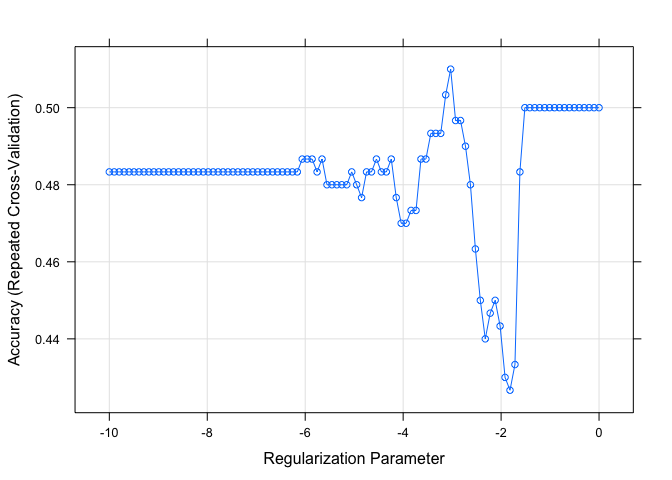 Accuracy (Repeated Cross-Validation)
0.50
0.48
0.46
0.44
-10 -8 -6 -4 -2 0
Regularization Parameter